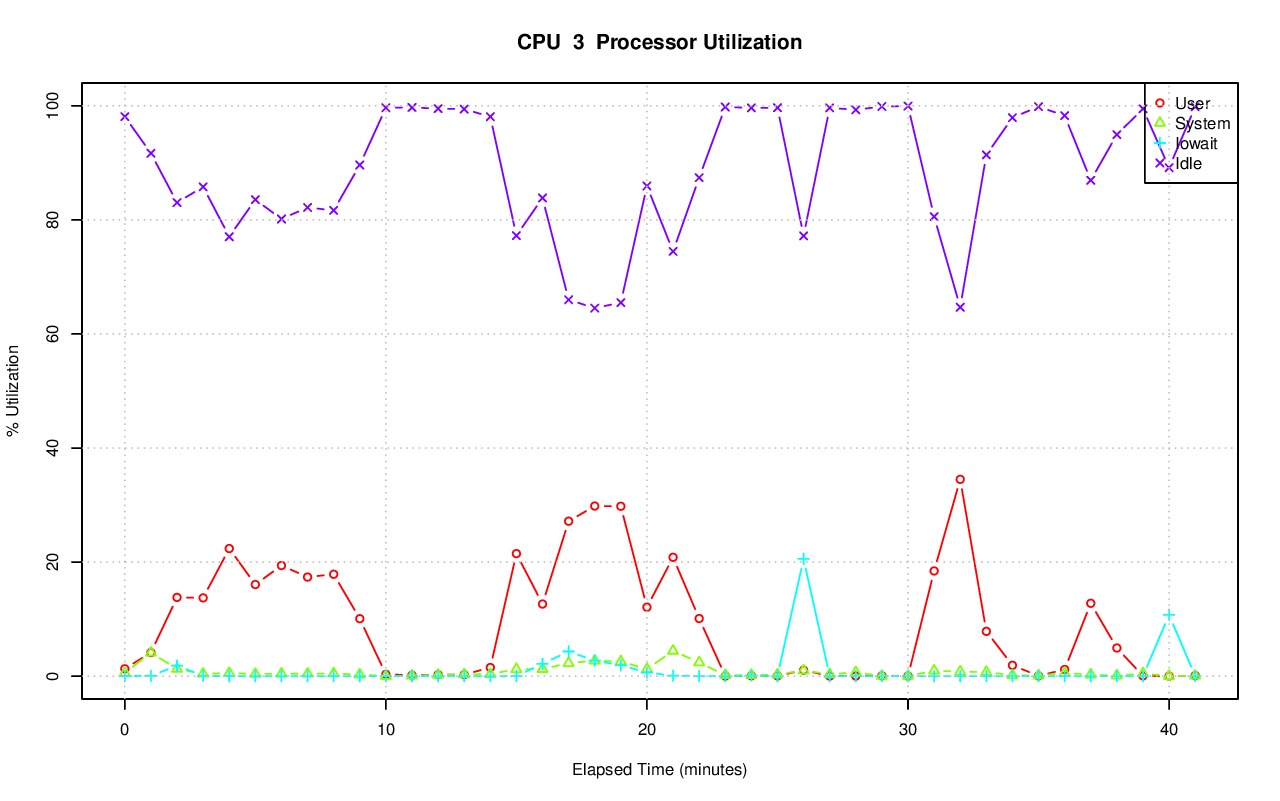 CPU  3  Processor Utilization
% Utilization
100
80
60
40
20
0
User
System
Iowait
Idle
0 10 20 30 40
Elapsed Time (minutes)